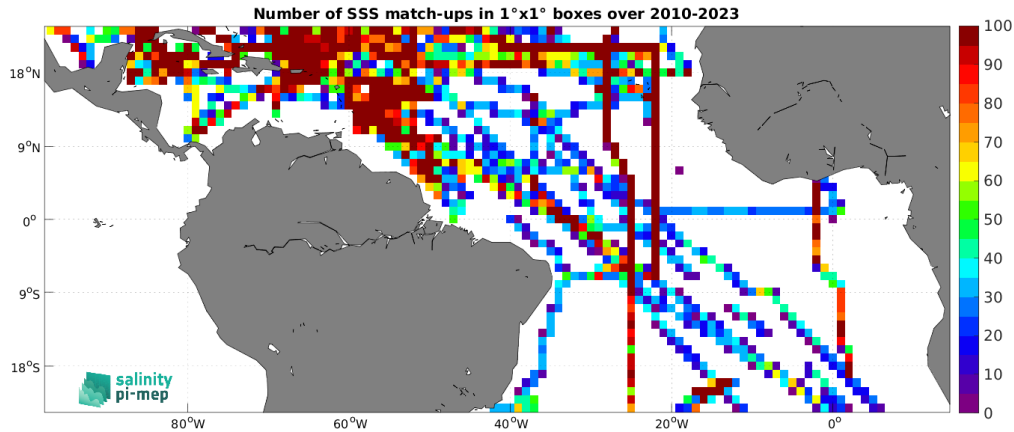 Number of SSS match-ups in 1°x1° boxes over 2010-2023
100
90
80
70
60
50
40
30
20
10
0
18°N
9°N
0°
9°S
18°S
80°W
60°W
40°W
20°W
0°
salinity
pi-mep